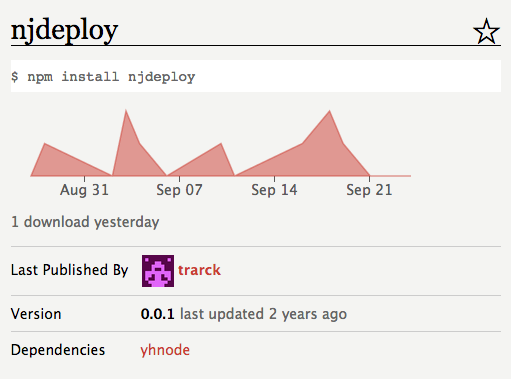 njdeploy
$ npm install njdeploy
Aug 31 Sep 07 Sep 14 Sep 21
1 download yesterday
Last Published By trarck
Version 0.0.1 last updated 2 years ago
Dependencies yhnode